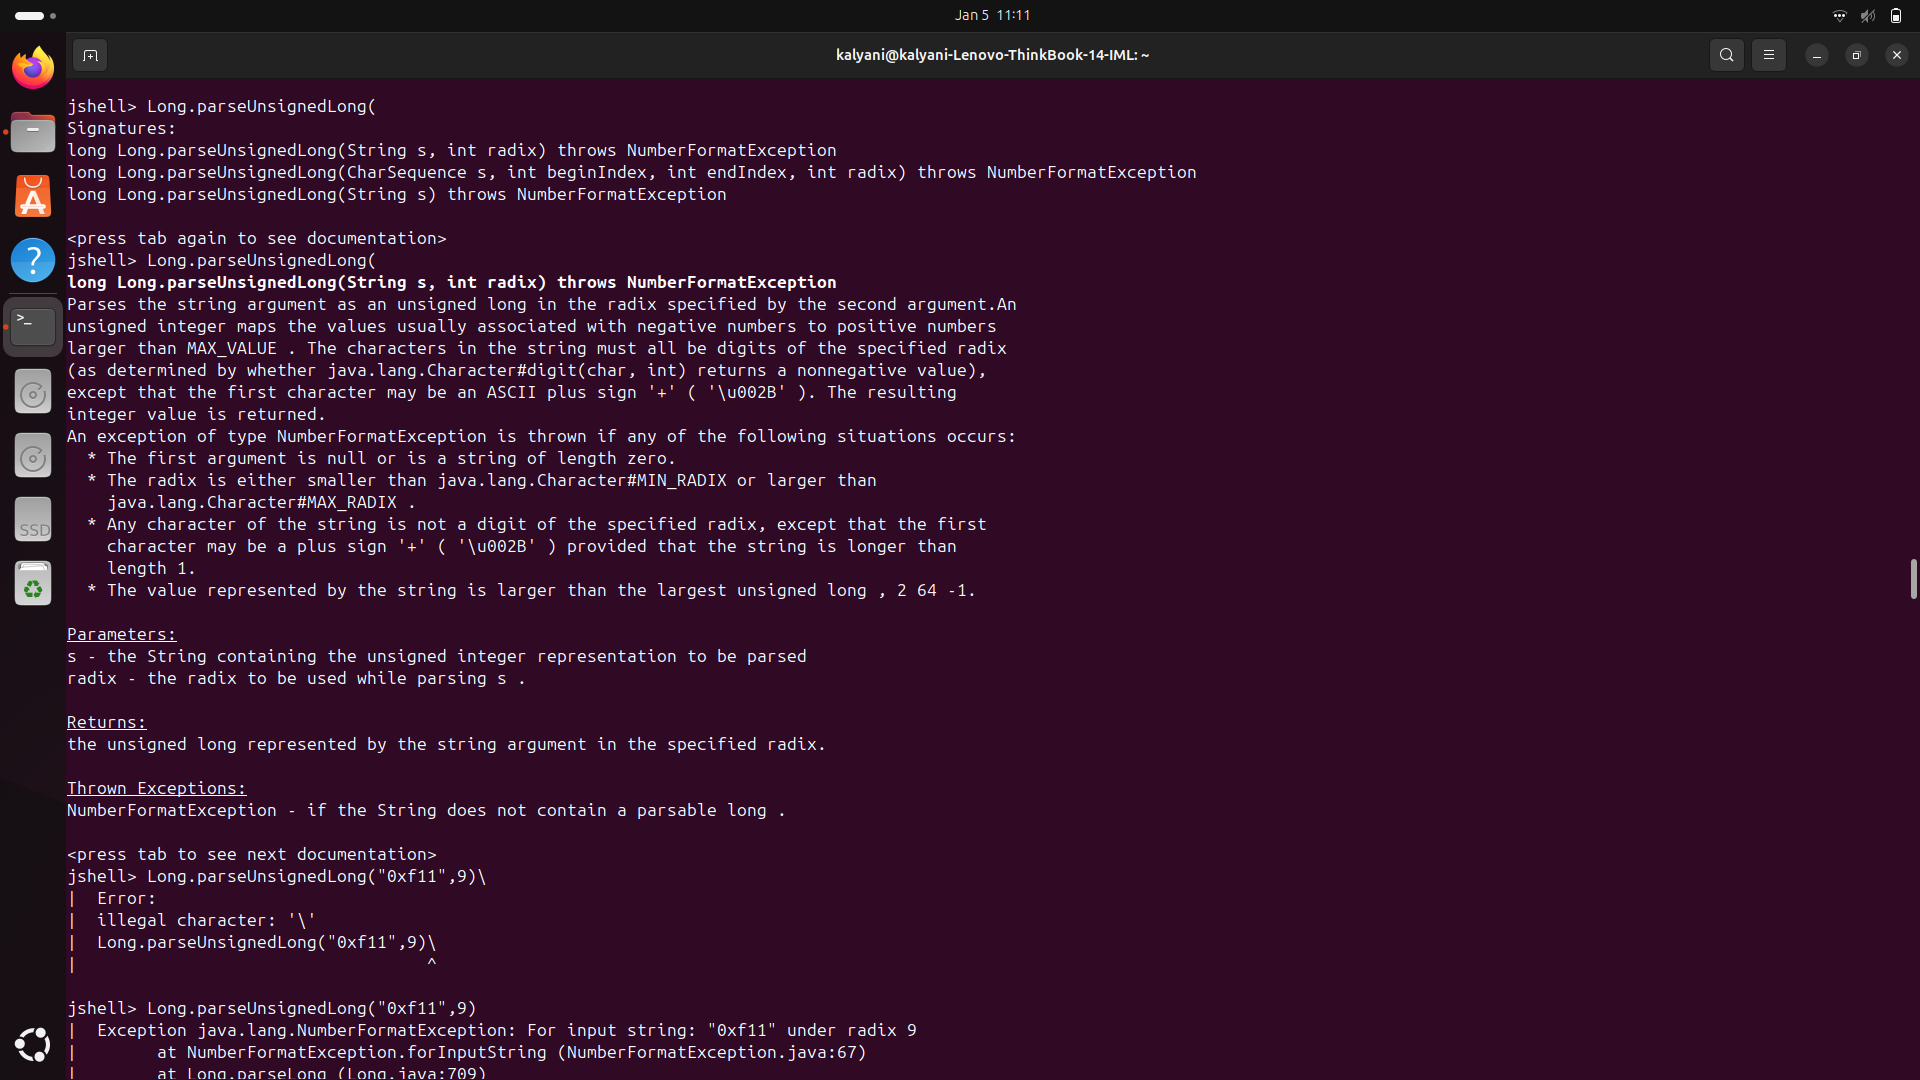 Jan 5 11:11
kalyani@kalyani-Lenovo-ThinkBook-14-IML: ~
jshell> Long.parseUnsignedLong(
Signatures:
long Long.parseUnsignedLong(String s, int radix) throws NumberFormatException
long Long.parseUnsignedLong(CharSequence s, int beginIndex, int endIndex, int radix) throws NumberFormatException
long Long.parseUnsignedLong(String s) throws NumberFormatException
<press tab again to see documentation>
jshell> Long.parseUnsignedLong(
long Long.parseUnsignedLong(String s, int radix) throws NumberFormatException
Parses the string argument as an unsigned long in the radix specified by the second argument.An
unsigned integer maps the values usually associated with negative numbers to positive numbers
larger than MAX_VALUE . The characters in the string must all be digits of the specified radix
(as determined by whether java.lang.Character#digit(char, int) returns a nonnegative value),
except that the first character may be an ASCII plus sign '+' ( '\u002B' ). The resulting
integer value is returned.
An exception of type NumberFormatException is thrown if any of the following situations occurs:
  * The first argument is null or is a string of length zero.
  * The radix is either smaller than java.lang.Character#MIN_RADIX or larger than
    java.lang.Character#MAX_RADIX .
  * Any character of the string is not a digit of the specified radix, except that the first
    character may be a plus sign '+' ( '\u002B' ) provided that the string is longer than
    length 1.
  * The value represented by the string is larger than the largest unsigned long , 2 64 -1.
Parameters:
s - the String containing the unsigned integer representation to be parsed
radix - the radix to be used while parsing s .
Returns:
the unsigned long represented by the string argument in the specified radix.
Thrown Exceptions:
NumberFormatException - if the String does not contain a parsable long .
<press tab to see next documentation>
jshell> Long.parseUnsignedLong("0xf11",9)\
|  Error:
|  illegal character: '\'
|  Long.parseUnsignedLong("0xf11",9)\
|                                   ^
jshell> Long.parseUnsignedLong("0xf11",9)
|  Exception java.lang.NumberFormatException: For input string: "0xf11" under radix 9
|        at NumberFormatException.forInputString (NumberFormatException.java:67)
|        at Long.parseLong (Long.java:709)
SSD